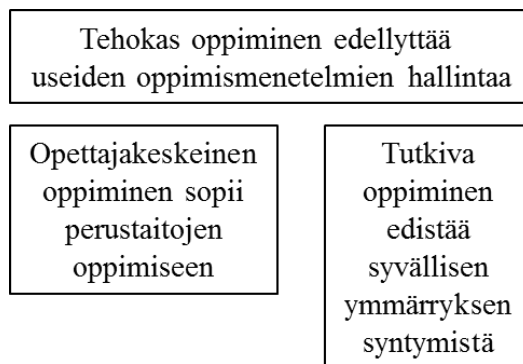 Tehokas oppiminen edellyttää
useiden oppimismenetelmien hallintaa
Opettajakeskeinen
oppiminen sopii
perustaitojen
oppimiseen
Tutkiva
oppiminen
edistää
syvällisen
ymmärryksen
syntymistä